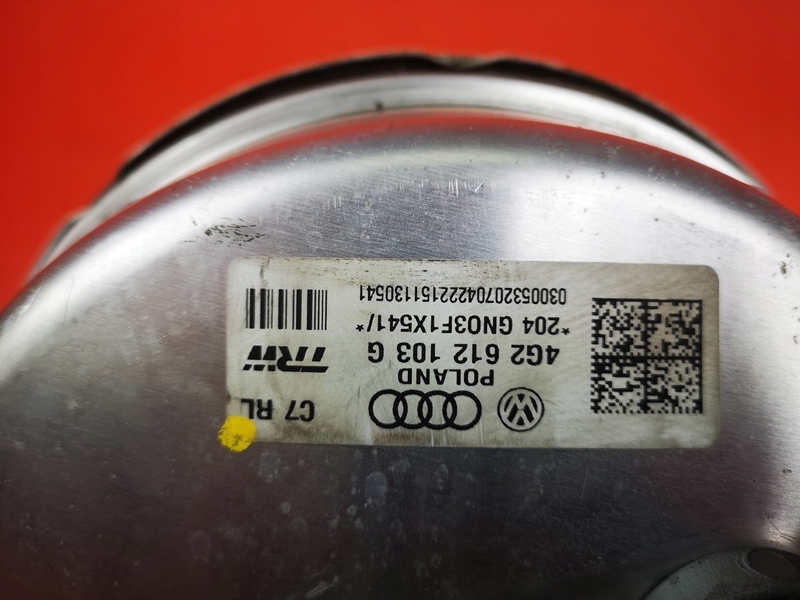 C7 RL
POLAND
4G2 612 103 G
TRW
*204 GN03F1X541/*
03005320704222151130541